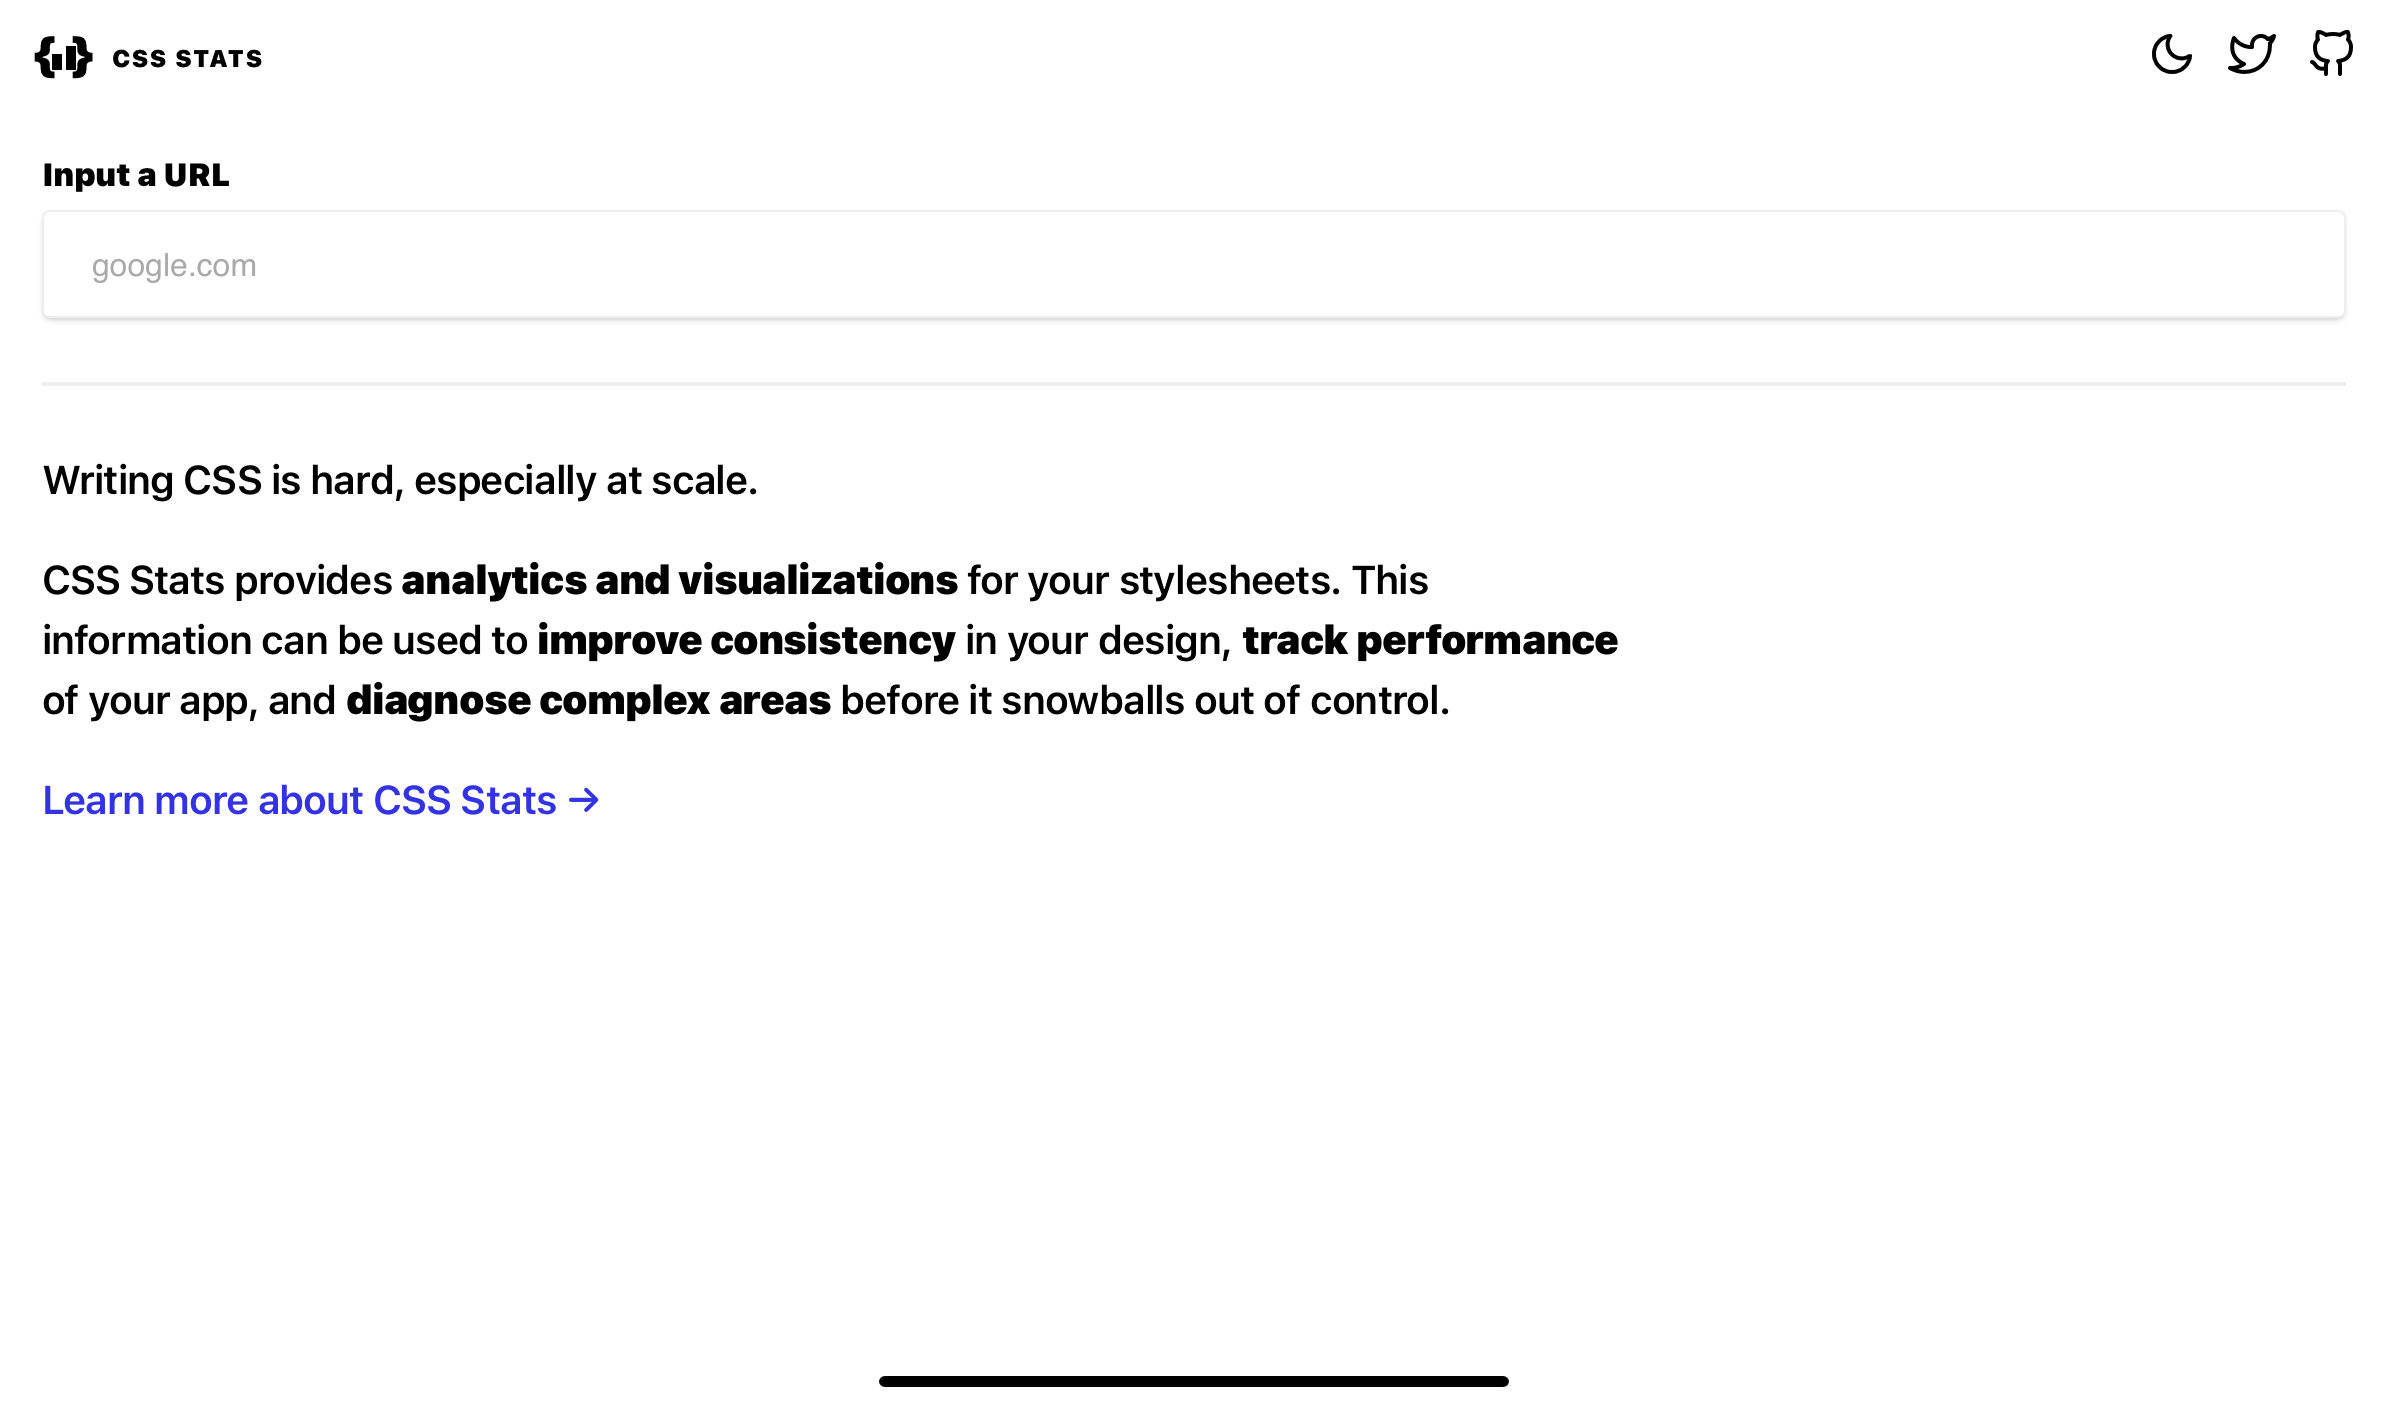 CSS STATS
Input a URL
google.com
Writing CSS is hard, especially at scale.
CSS Stats provides analytics and visualizations for your stylesheets. This
information can be used to improve consistency in your design, track performance
of your app, and diagnose complex areas before it snowballs out of control.
Learn more about CSS Stats →